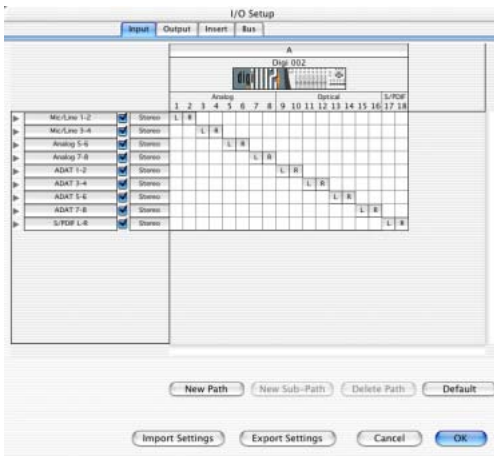 I/O Setup
Input Output Insert Bus
A
Digi 002
digi
Analog Optical S/PDIF
1 2 3 4 5 6 7 8 9 10 11 12 13 14 15 16 17 18
Mic/Line 1-2 Stereo L R
Mic/Line 3-4 Stereo L R
Analog 5-6 Stereo L R
Analog 7-8 Stereo L R
ADAT 1-2 Stereo L R
ADAT 3-4 Stereo L R
ADAT 5-6 Stereo L R
ADAT 7-8 Stereo L R
S/PDIF L-R Stereo L R
New Path New Sub-Path Delete Path Default
Import Settings Export Settings Cancel OK